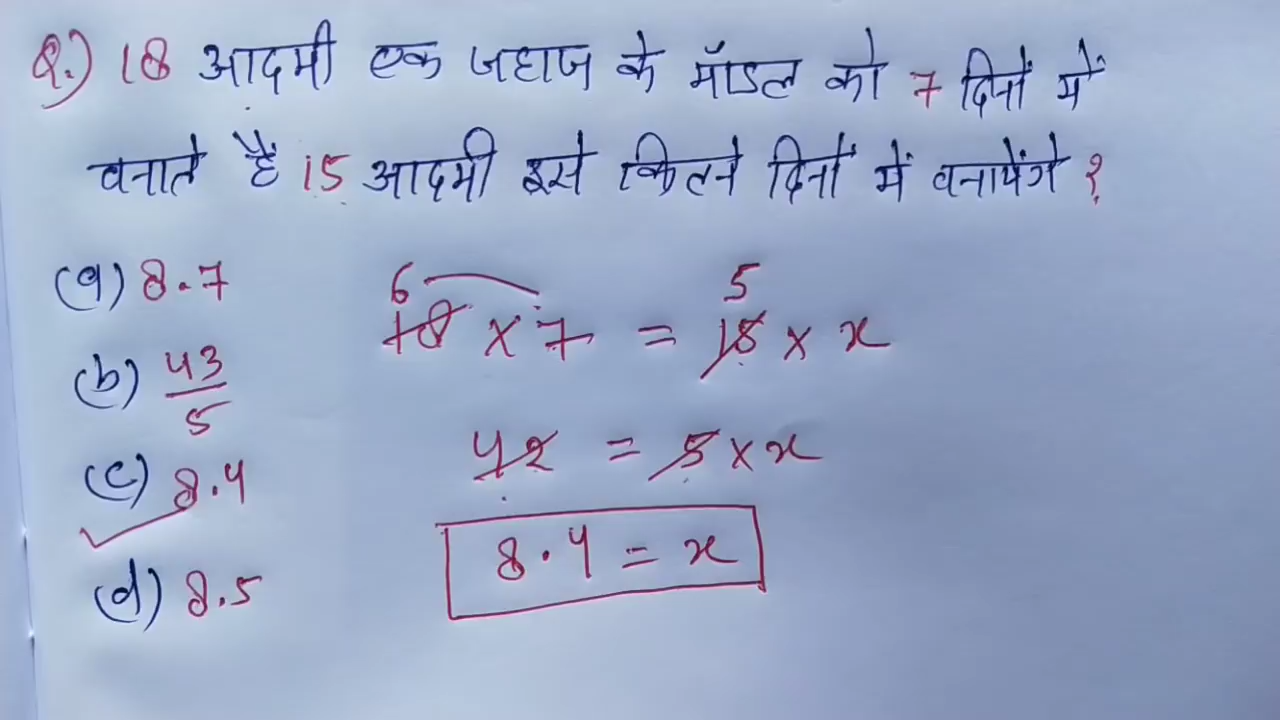 Q.) 18 आदमी एक जहाज के मॉडल को 7 दिनों में
बनाते हैं 15 आदमी इसे कितने दिनों में बनायेंगे ?
(a) 8.7
(b) 43/5
(c) 8.4
(d) 8.5
6 5
18 × 7 = 15 × x
42 = 5 × x
8.4 = x